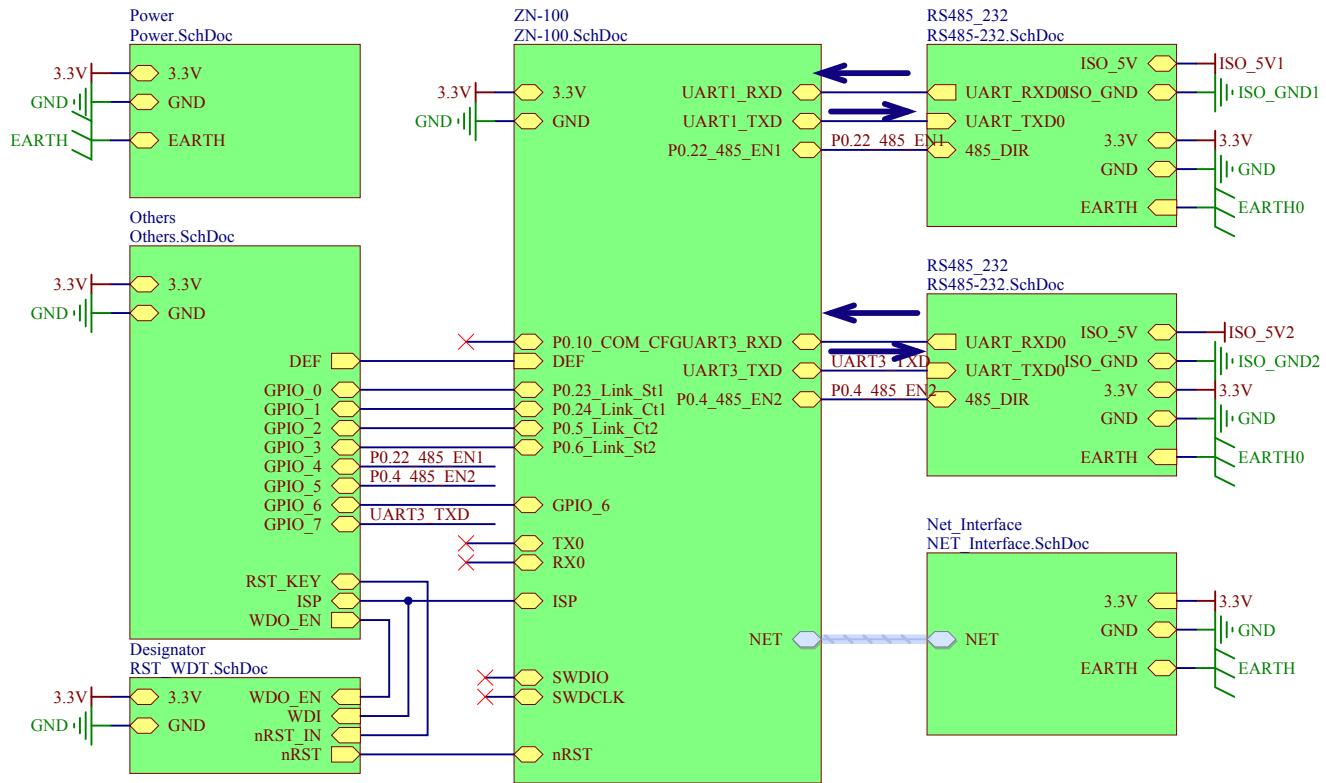 Power
Power.SchDoc
3.3V
3.3V
GND
GND
EARTH
EARTH
Others
Others.SchDoc
3.3V
3.3V
GND
GND
DEF
GPIO_0
GPIO_1
GPIO_2
GPIO_3
GPIO_4
P0.22_485_EN1
GPIO_5
P0.4_485_EN2
GPIO_6
GPIO_7
UART3_TXD
RST_KEY
ISP
WDO_EN
Designator
RST_WDT.SchDoc
3.3V
3.3V
WDO_EN
GND
GND
WDI
nRST_IN
nRST
ZN-100
ZN-100.SchDoc
3.3V
3.3V
GND
GND
UART1_RXD
UART1_TXD
P0.22_485_EN1
P0.22_485_EN1
P0.10_COM_CFG
UART3_RXD
DEF
UART3_TXD
UART3_TXD
P0.23_Link_St1
P0.4_485_EN2
P0.4_485_EN2
P0.24_Link_Ct1
P0.5_Link_Ct2
P0.6_Link_St2
GPIO_6
TX0
RX0
ISP
NET
SWDIO
SWDCLK
nRST
RS485_232
RS485-232.SchDoc
ISO_5V
ISO_5V1
UART_RXD0
ISO_GND
ISO_GND1
UART_TXD0
3.3V
3.3V
485_DIR
GND
GND
EARTH
EARTH0
RS485_232
RS485-232.SchDoc
ISO_5V
ISO_5V2
UART_RXD0
ISO_GND
ISO_GND2
UART_TXD0
3.3V
3.3V
485_DIR
GND
GND
EARTH
EARTH0
Net_Interface
NET_Interface.SchDoc
3.3V
3.3V
GND
GND
NET
EARTH
EARTH